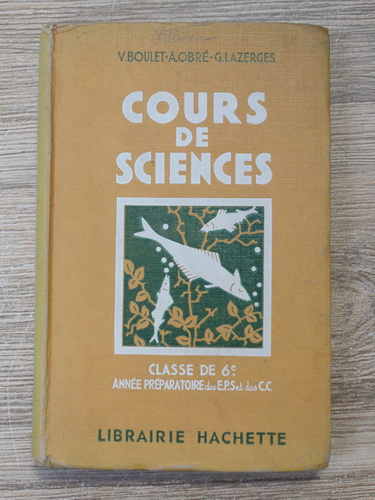 V.BOULET·A.OBRÉ·G.LAZERGES
COURS
DE
SCIENCES
CLASSE DE 6e
ANNÉE PRÉPARATOIRE des E.P.S et des C.C
LIBRAIRIE HACHETTE